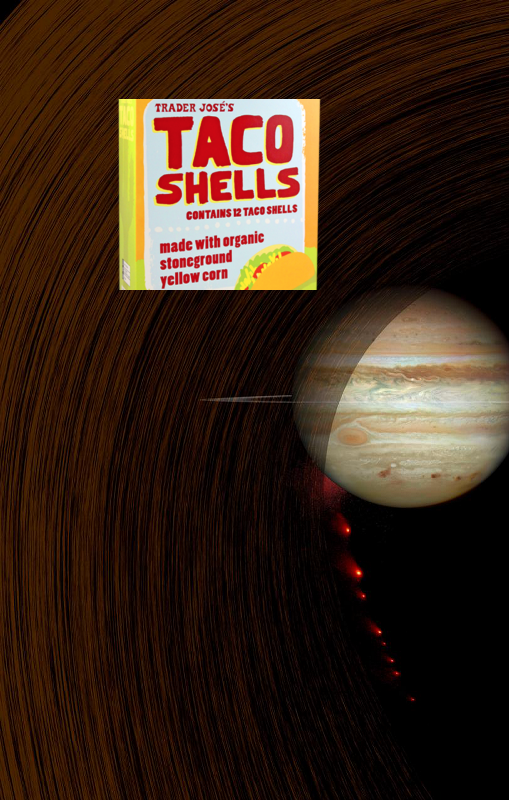 TRADER JOSÉ'S
TACO
SHELLS
CONTAINS 12 TACO SHELLS
made with organic
stoneground
yellow corn